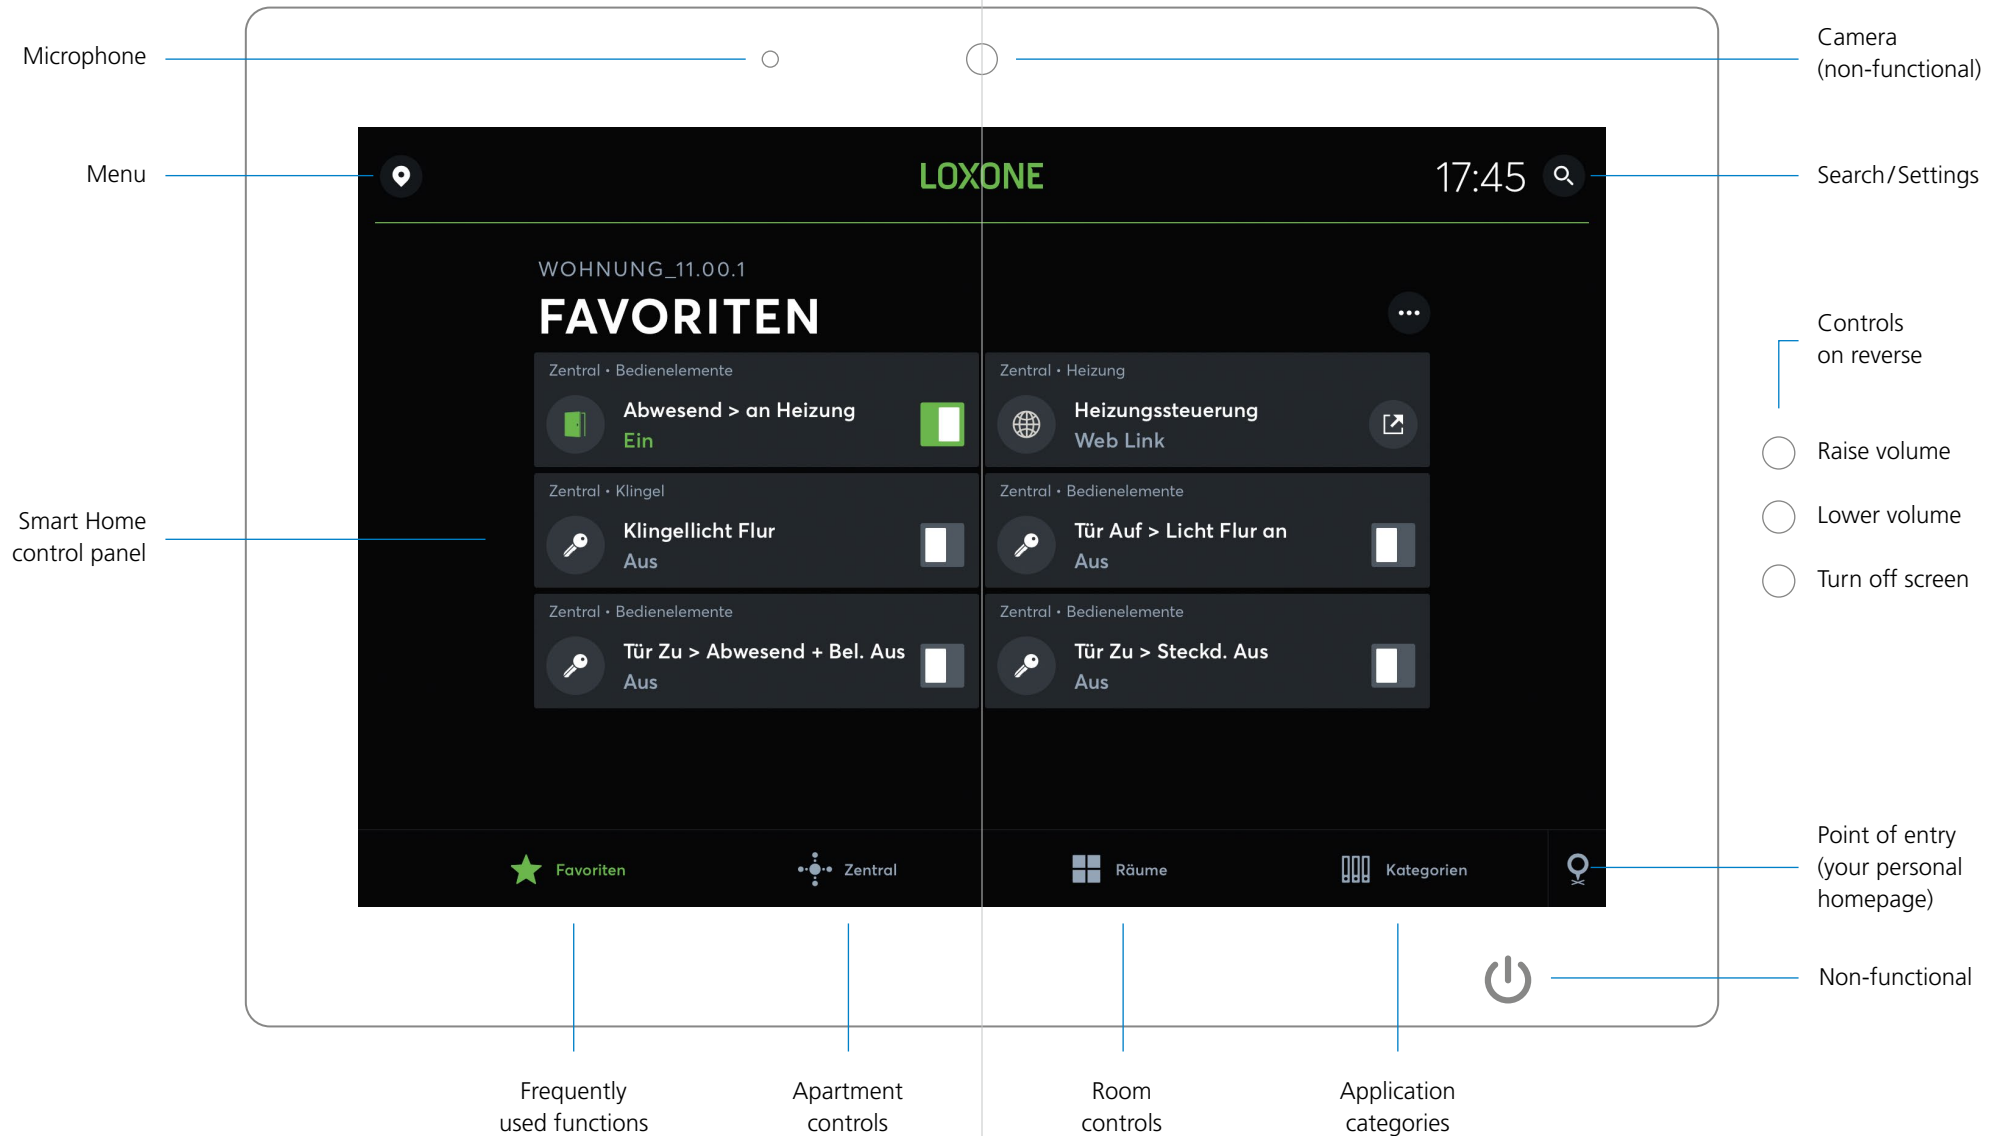 Microphone
Camera
(non-functional)
Menu
LOXONE
17:45
Search/Settings
WOHNUNG_11.00.1
FAVORITEN
Controls
on reverse
Zentral • Bedienelemente
Abwesend > an Heizung
Ein
Zentral • Heizung
Heizungssteuerung
Web Link
Raise volume
Lower volume
Turn off screen
Smart Home
control panel
Zentral • Klingel
Klingellicht Flur
Aus
Zentral • Bedienelemente
Tür Auf > Licht Flur an
Aus
Zentral • Bedienelemente
Tür Zu > Abwesend + Bel. Aus
Aus
Zentral • Bedienelemente
Tür Zu > Steckd. Aus
Aus
Favoriten
Zentral
Räume
Kategorien
Point of entry
(your personal
homepage)
Non-functional
Frequently
used functions
Apartment
controls
Room
controls
Application
categories